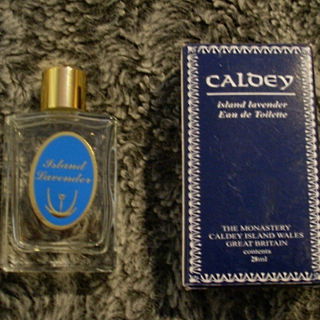 Island
Lavender
CALDEY
island lavender
Eau de Toilette
THE MONASTERY
CALDEY ISLAND WALES
GREAT BRITAIN
contents
28ml